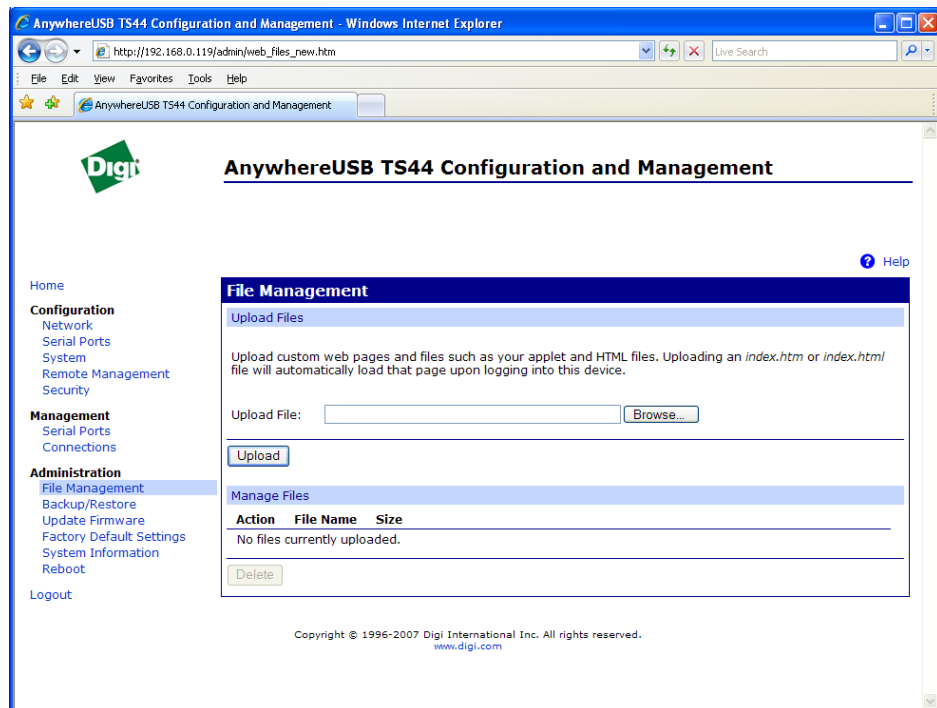 AnywhereUSB TS44 Configuration and Management - Windows Internet Explorer
http://192.168.0.119/admin/web_files_new.htm
Live Search
File Edit View Favorites Tools Help
AnywhereUSB TS44 Configuration and Management
Digi
AnywhereUSB TS44 Configuration and Management
? Help
Home
Configuration
Network
Serial Ports
System
Remote Management
Security
Management
Serial Ports
Connections
Administration
File Management
Backup/Restore
Update Firmware
Factory Default Settings
System Information
Reboot
Logout
File Management
Upload Files
Upload custom web pages and files such as your applet and HTML files. Uploading an index.htm or index.html
file will automatically load that page upon logging into this device.
Upload File: Browse...
Upload
Manage Files
Action File Name Size
No files currently uploaded.
Delete
Copyright © 1996-2007 Digi International Inc. All rights reserved.
www.digi.com